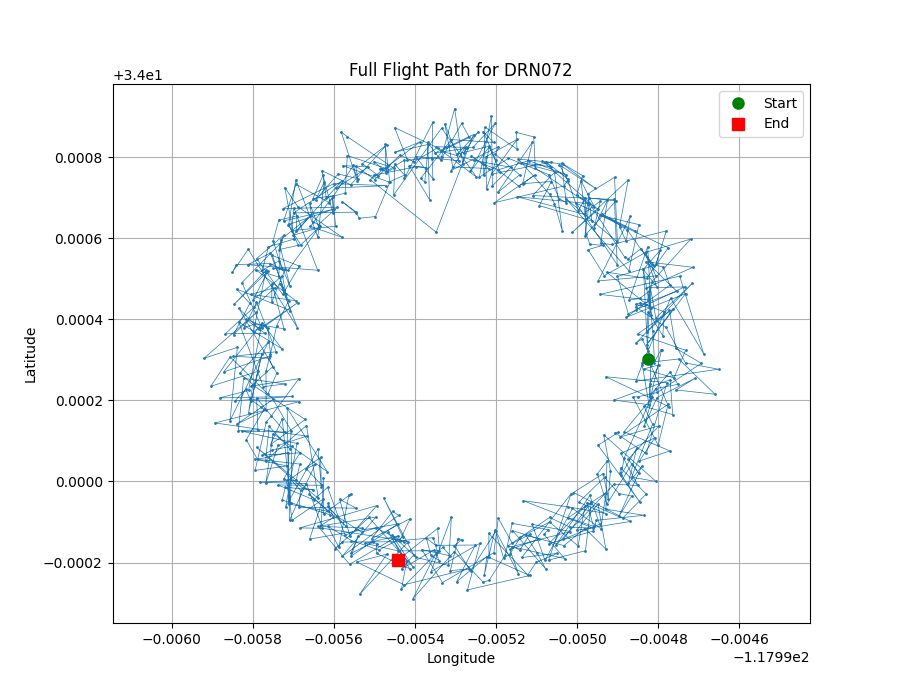 Full Flight Path for DRN072
+3.4e1
Start
End
0.0008
0.0006
0.0004
0.0002
0.0000
−0.0002
Latitude
−0.0060
−0.0058
−0.0056
−0.0054
−0.0052
−0.0050
−0.0048
−0.0046
Longitude
−1.1799e2